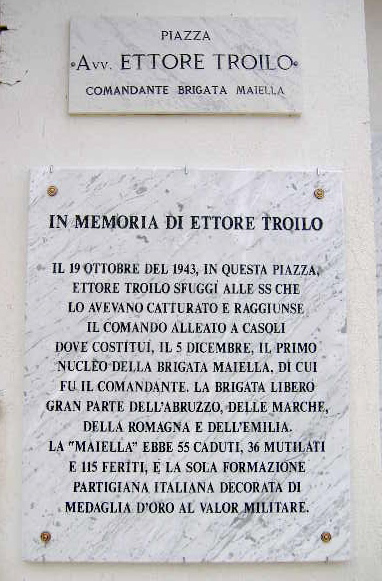 PIAZZA
·AVV. ETTORE TROILO·
COMANDANTE BRIGATA MAIELLA
IN MEMORIA DI ETTORE TROILO
IL 19 OTTOBRE DEL 1943, IN QUESTA PIAZZA,
ETTORE TROILO SFUGGÌ ALLE SS CHE
LO AVEVANO CATTURATO E RAGGIUNSE
IL COMANDO ALLEATO A CASOLI
DOVE COSTITUÌ, IL 5 DICEMBRE, IL PRIMO
NUCLEO DELLA BRIGATA MAIELLA, DI CUI
FU IL COMANDANTE. LA BRIGATA LIBERÒ
GRAN PARTE DELL'ABRUZZO, DELLE MARCHE,
DELLA ROMAGNA E DELL'EMILIA.
LA "MAIELLA" EBBE 55 CADUTI, 36 MUTILATI
E 115 FERITI, È LA SOLA FORMAZIONE
PARTIGIANA ITALIANA DECORATA DI
MEDAGLIA D'ORO AL VALOR MILITARE.